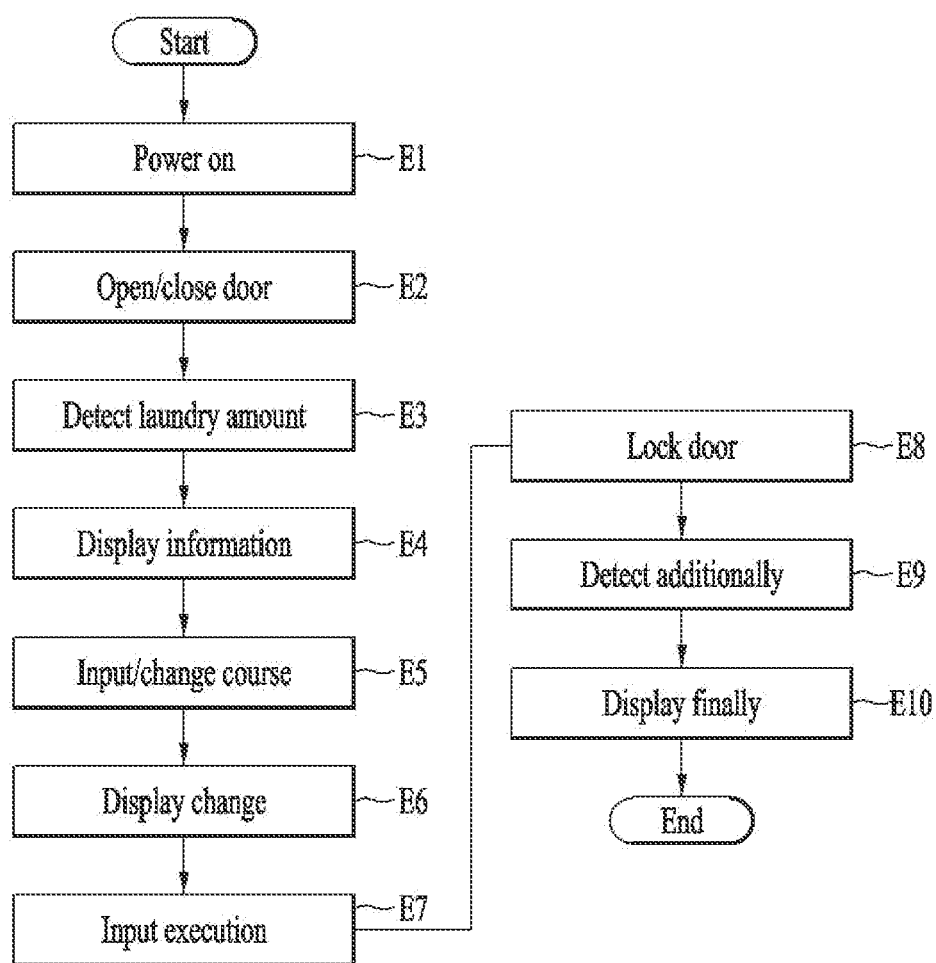 Start
Power on
E1
Open/close door
E2
Detect laundry amount
E3
Display information
E4
Input/change course
E5
Display change
E6
Input execution
E7
Lock door
E8
Detect additionally
E9
Display finally
E10
End